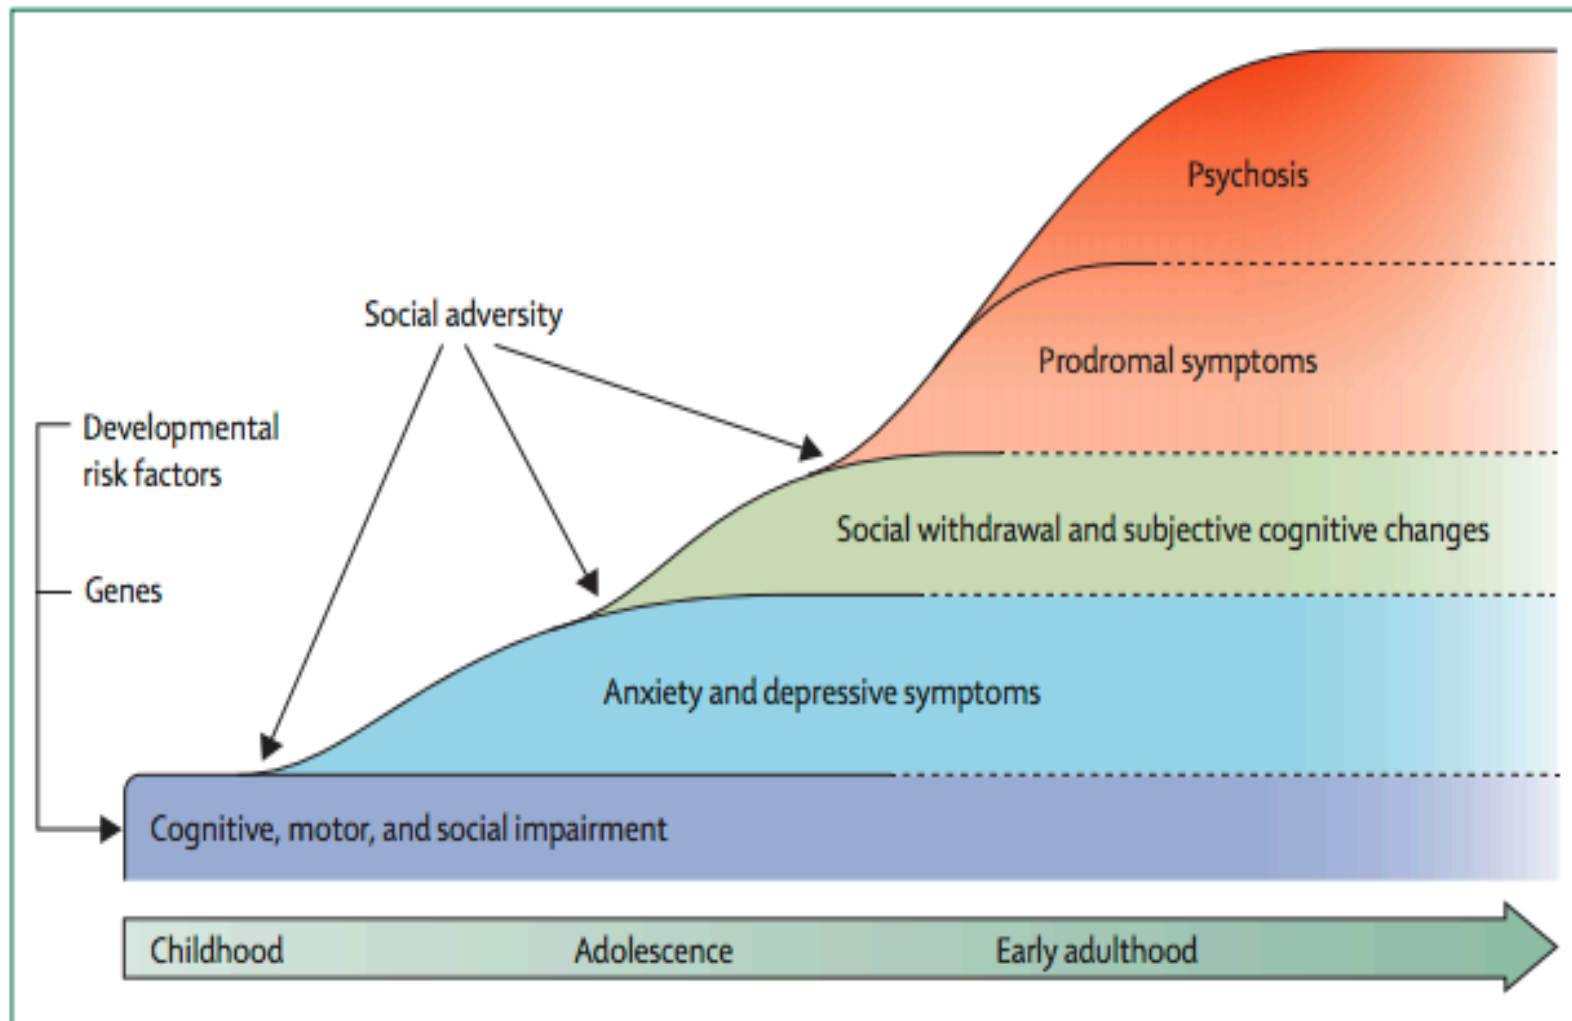 Psychosis
Social adversity
Prodromal symptoms
Developmental
risk factors
Social withdrawal and subjective cognitive changes
Genes
Anxiety and depressive symptoms
Cognitive, motor, and social impairment
Childhood
Adolescence
Early adulthood